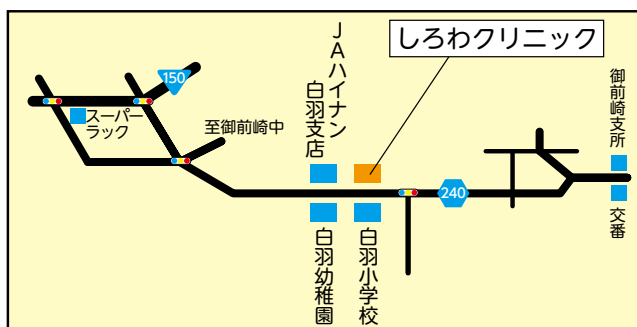 しろわクリニック
JAハイナン
白羽支店
150
スーパー
ラック
至御前崎中
240
御前崎支所
交番
白羽幼稚園
白羽小学校